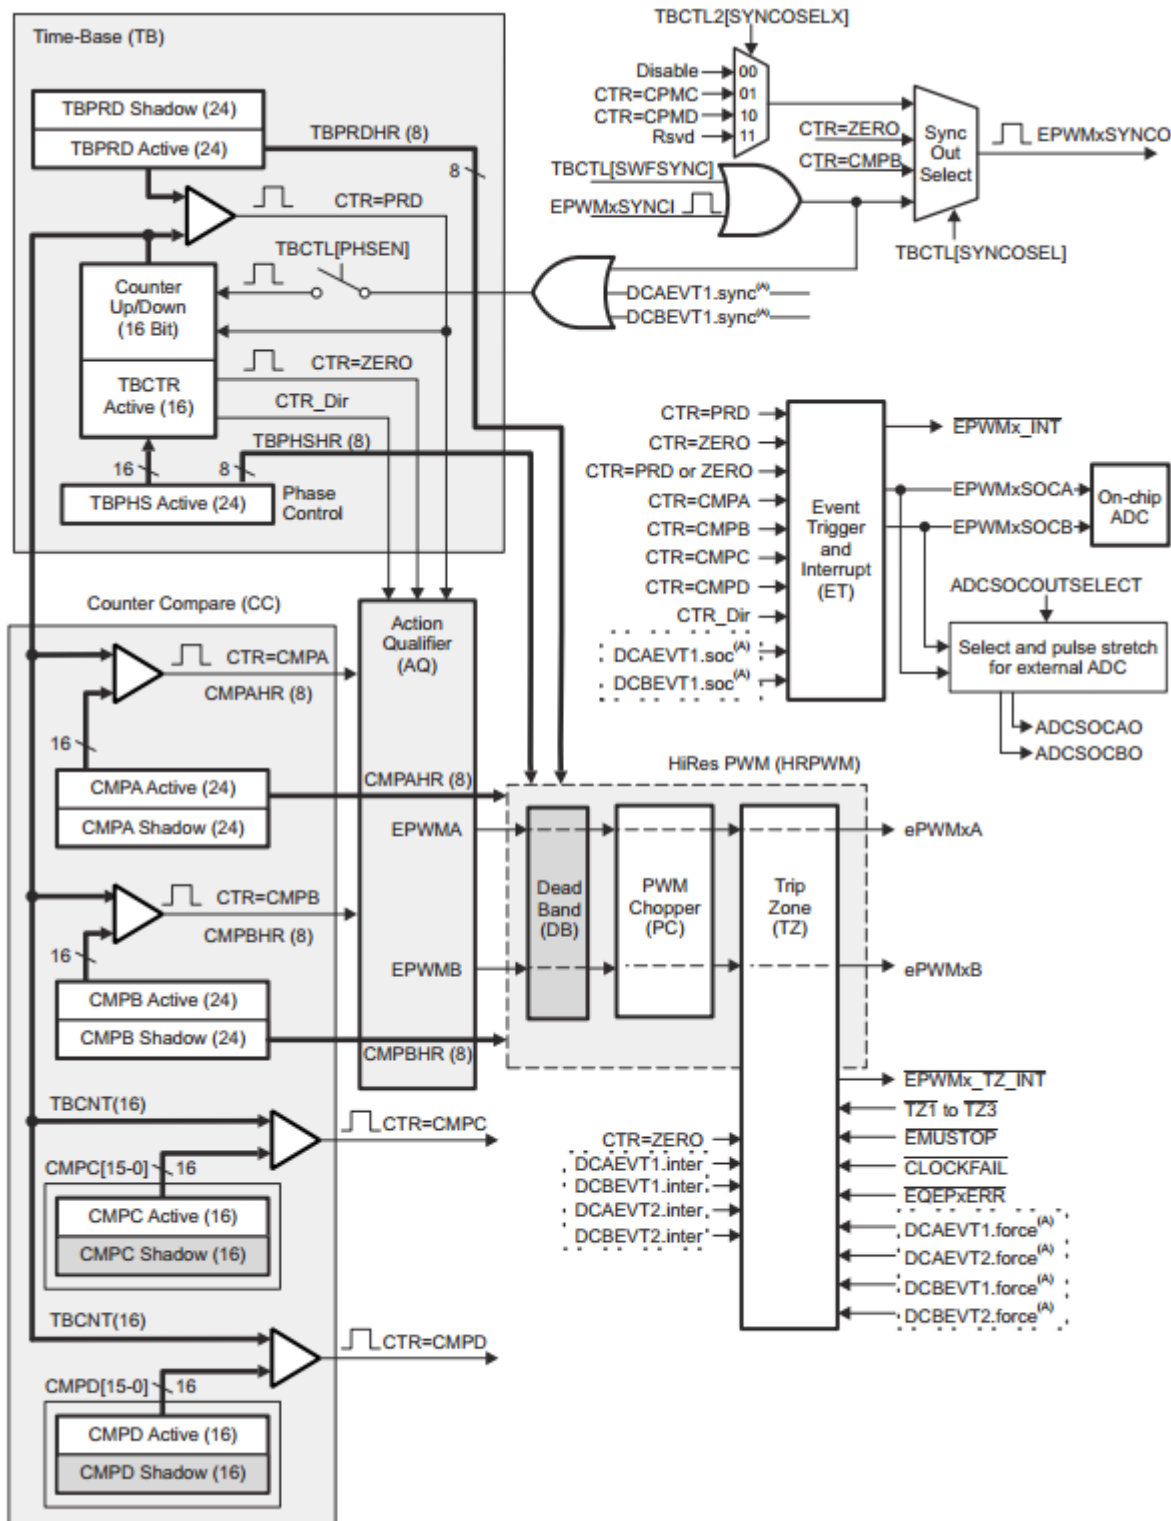 TBCTL2[SYNCOSELX]
Time-Base (TB)
Disable
00
CTR=CPMC
01
CTR=CPMD
10
Rsvd
11
TBPRD Shadow (24)
TBPRD Active (24)
TBPRDHR (8)
8
CTR=ZERO
CTR=CMPB
Sync
Out
Select
EPWMxSYNCO
TBCTL[SWFSYNC]
EPWMxSYNCI
TBCTL[SYNCOSEL]
CTR=PRD
TBCTL[PHSEN]
Counter
Up/Down
(16 Bit)
DCAEVT1.sync(A)
DCBEVT1.sync(A)
CTR=ZERO
TBCTR
Active (16)
CTR_Dir
TBPHSHR (8)
16
8
TBPHS Active (24)
Phase
Control
CTR=PRD
CTR=ZERO
CTR=PRD or ZERO
CTR=CMPA
CTR=CMPB
CTR=CMPC
CTR=CMPD
CTR_Dir
DCAEVT1.soc(A)
DCBEVT1.soc(A)
Event
Trigger
and
Interrupt
(ET)
EPWMx_INT
EPWMxSOCA
EPWMxSOCB
On-chip
ADC
ADCSOCOUTSELECT
Select and pulse stretch
for external ADC
ADCSOCAO
ADCSOCBO
Counter Compare (CC)
Action
Qualifier
(AQ)
CTR=CMPA
CMPAHR (8)
16
CMPA Active (24)
CMPA Shadow (24)
CMPAHR (8)
HiRes PWM (HRPWM)
EPWMA
ePWMxA
CTR=CMPB
CMPBHR (8)
16
Dead
Band
(DB)
PWM
Chopper
(PC)
Trip
Zone
(TZ)
EPWMB
ePWMxB
CMPB Active (24)
CMPB Shadow (24)
CMPBHR (8)
EPWMx_TZ_INT
TZ1 to TZ3
EMUSTOP
CLOCKFAIL
EQEPxERR
DCAEVT1.force(A)
DCAEVT2.force(A)
DCBEVT1.force(A)
DCBEVT2.force(A)
CTR=ZERO
DCAEVT1.inter
DCBEVT1.inter
DCAEVT2.inter
DCBEVT2.inter
TBCNT(16)
CTR=CMPC
CMPC[15-0]
16
CMPC Active (16)
CMPC Shadow (16)
TBCNT(16)
CTR=CMPD
CMPD[15-0]
16
CMPD Active (16)
CMPD Shadow (16)